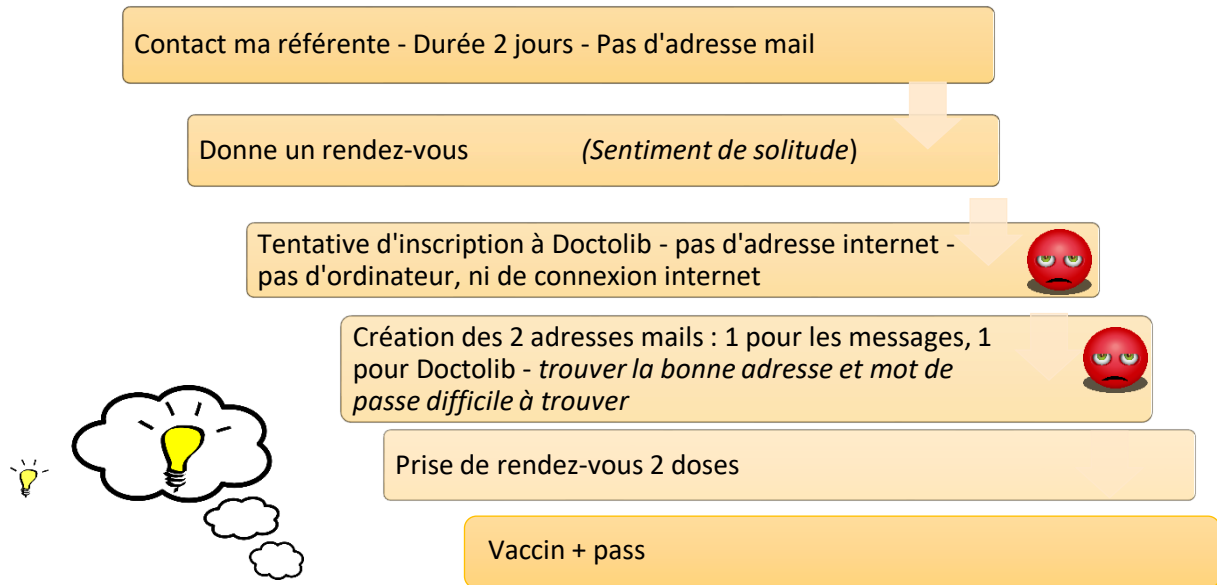 Contact ma référente - Durée 2 jours - Pas d'adresse mail
Donne un rendez-vous (Sentiment de solitude)
Tentative d'inscription à Doctolib - pas d'adresse internet -
pas d'ordinateur, ni de connexion internet
Création des 2 adresses mails : 1 pour les messages, 1
pour Doctolib - trouver la bonne adresse et mot de
passe difficile à trouver
Prise de rendez-vous 2 doses
Vaccin + pass